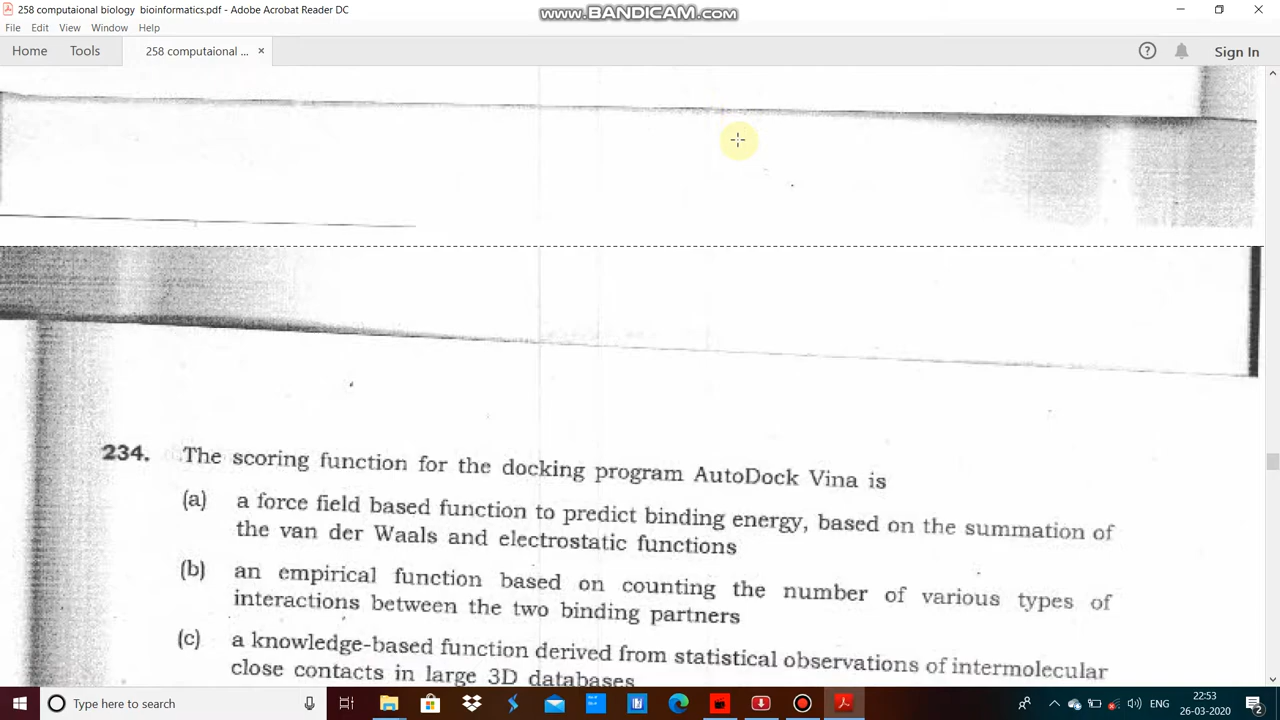 258 computaional biology  bioinformatics.pdf - Adobe Acrobat Reader DC
www.BANDICAM.com
File Edit View Window Help
Home Tools 258 computaional ... × Sign In
234. The scoring function for the docking program AutoDock Vina is
(a) a force field based function to predict binding energy, based on the summation of
the van der Waals and electrostatic functions
(b) an empirical function based on counting the number of various types of
interactions between the two binding partners
(c) a knowledge-based function derived from statistical observations of intermolecular
close contacts in large 3D databases
Type here to search
ENG
22:53
26-03-2020
2